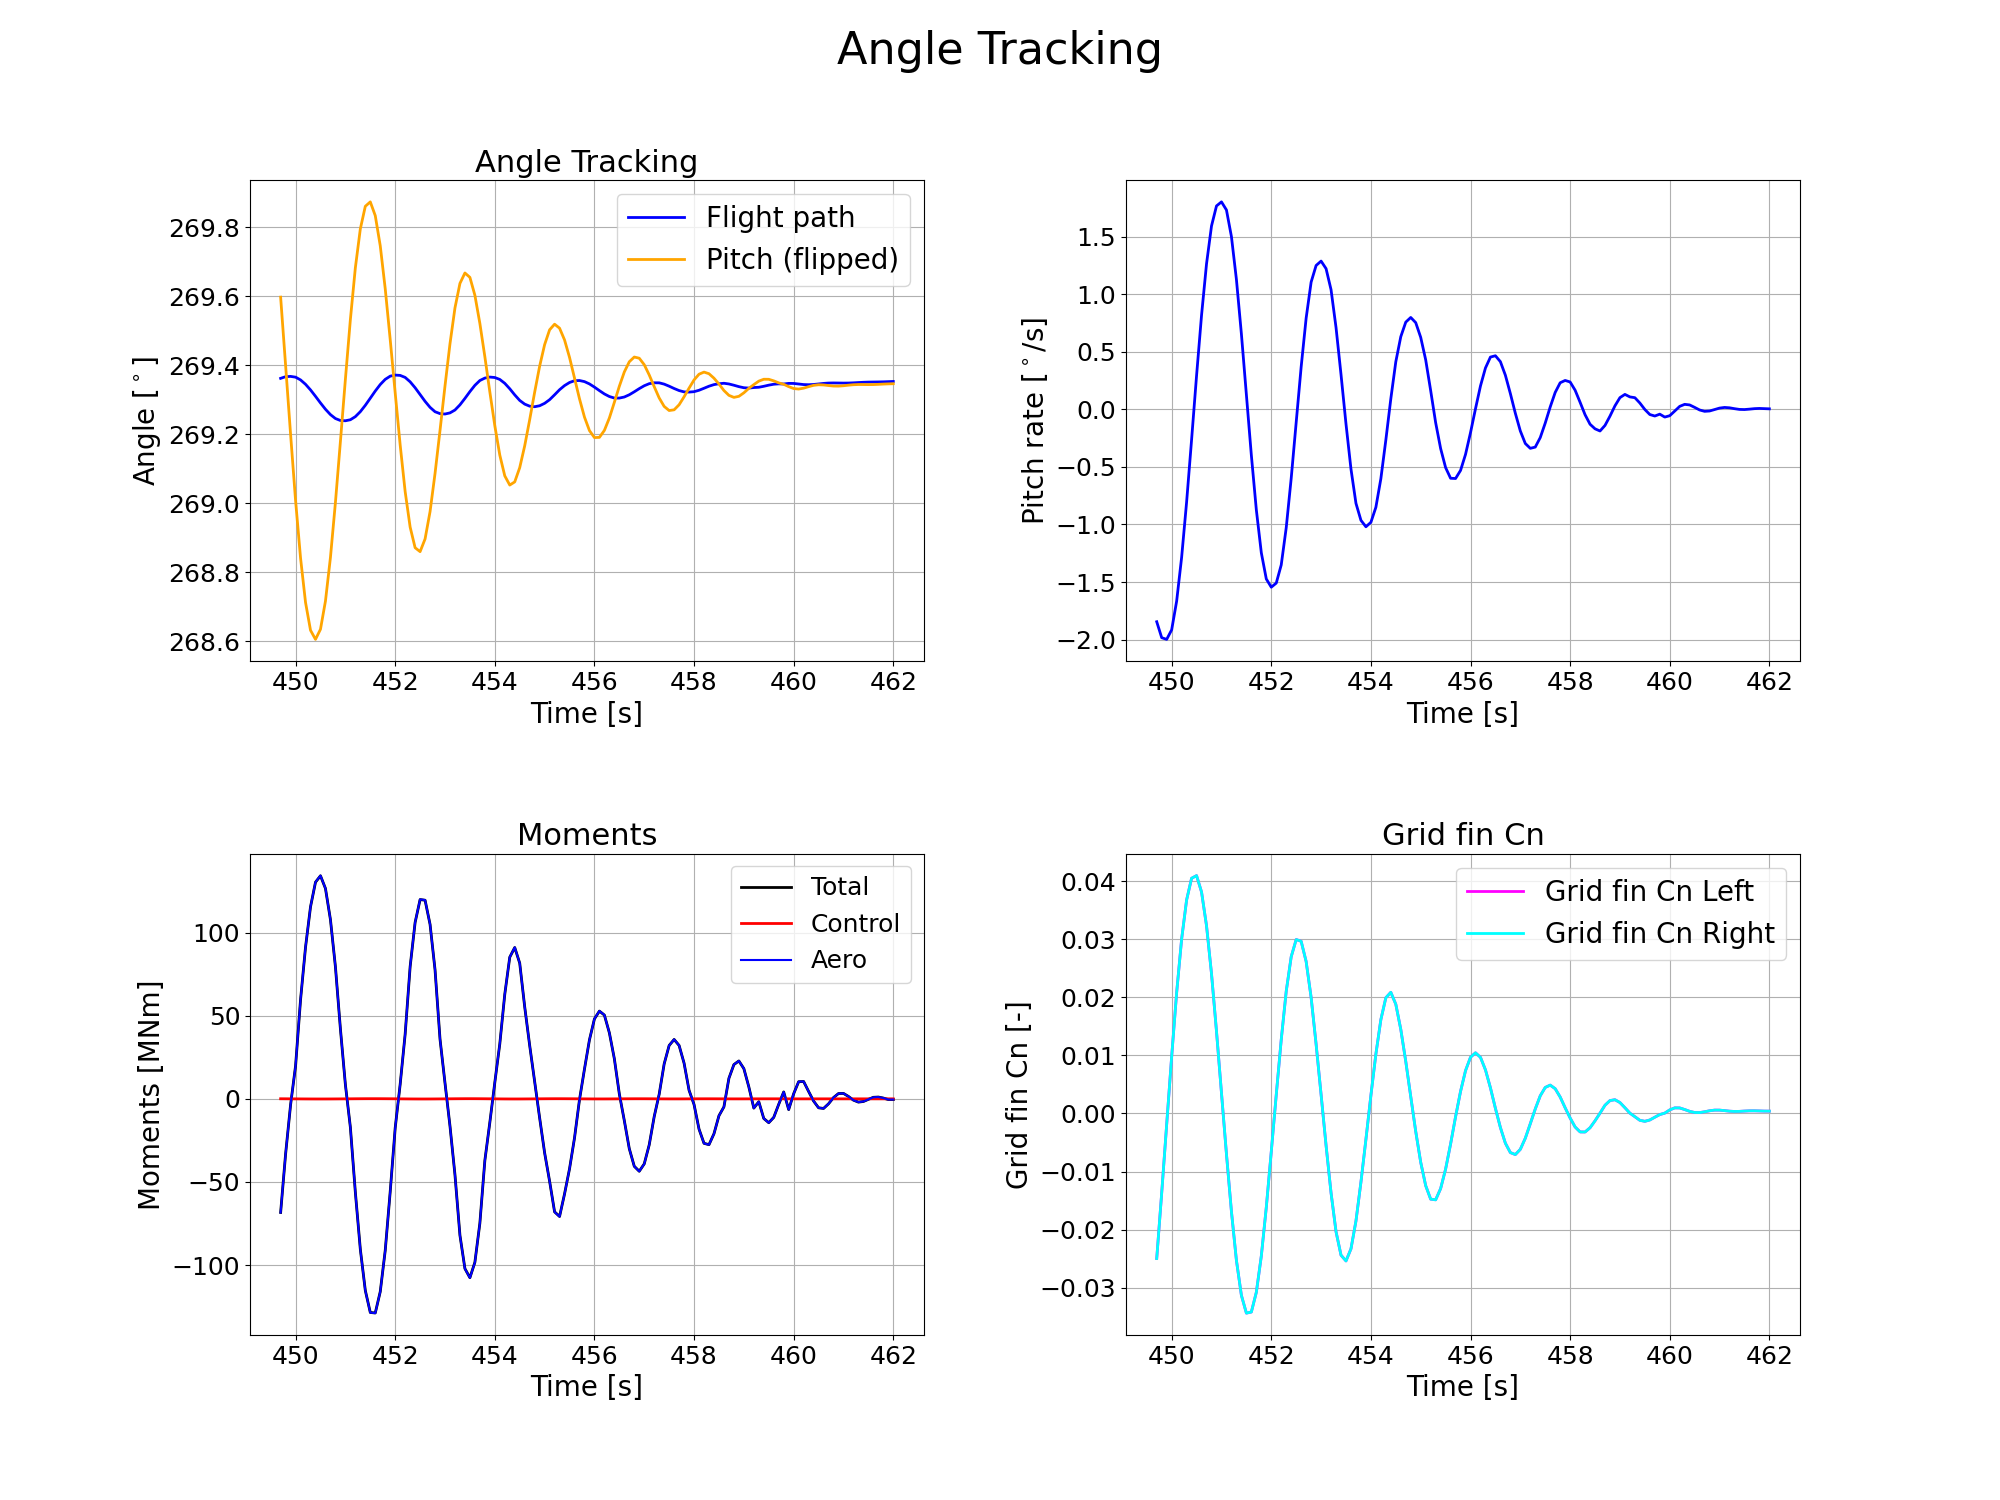 Angle Tracking
Angle Tracking
Flight path
Pitch (flipped)
Angle [°]
269.8
269.6
269.4
269.2
269.0
268.8
268.6
450 452 454 456 458 460 462
Time [s]
Pitch rate [°/s]
1.5
1.0
0.5
0.0
−0.5
−1.0
−1.5
−2.0
450 452 454 456 458 460 462
Time [s]
Moments
Total
Control
Aero
Moments [MNm]
100
50
0
−50
−100
450 452 454 456 458 460 462
Time [s]
Grid fin Cn
Grid fin Cn Left
Grid fin Cn Right
Grid fin Cn [-]
0.04
0.03
0.02
0.01
0.00
−0.01
−0.02
−0.03
450 452 454 456 458 460 462
Time [s]